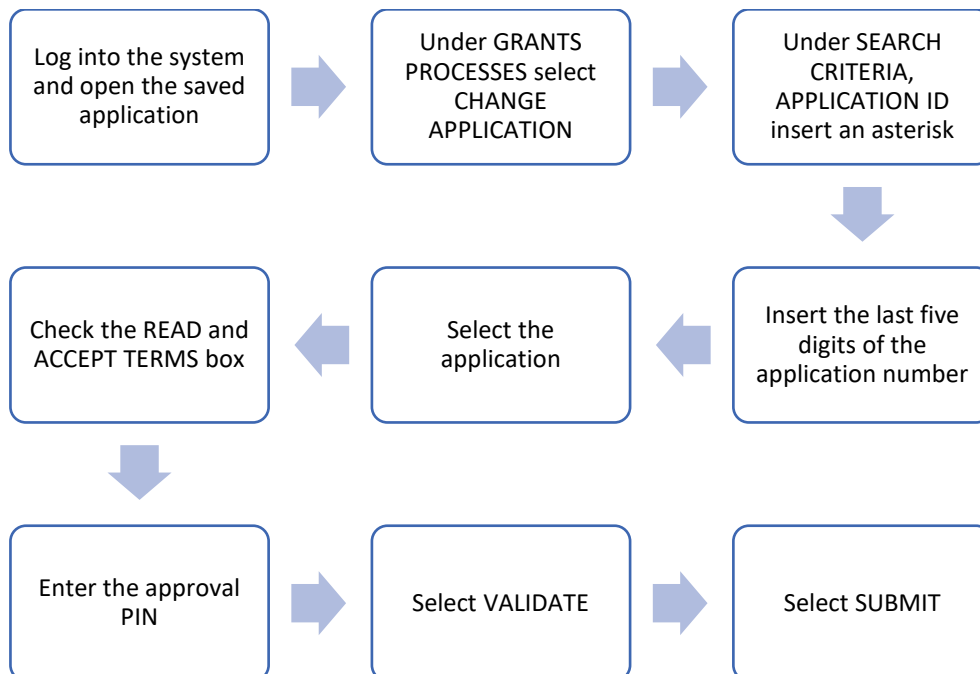 Log into the system
and open the saved
application
Under GRANTS
PROCESSES select
CHANGE
APPLICATION
Under SEARCH
CRITERIA,
APPLICATION ID
insert an asterisk
Insert the last five
digits of the
application number
Select the
application
Check the READ and
ACCEPT TERMS box
Enter the approval
PIN
Select VALIDATE
Select SUBMIT